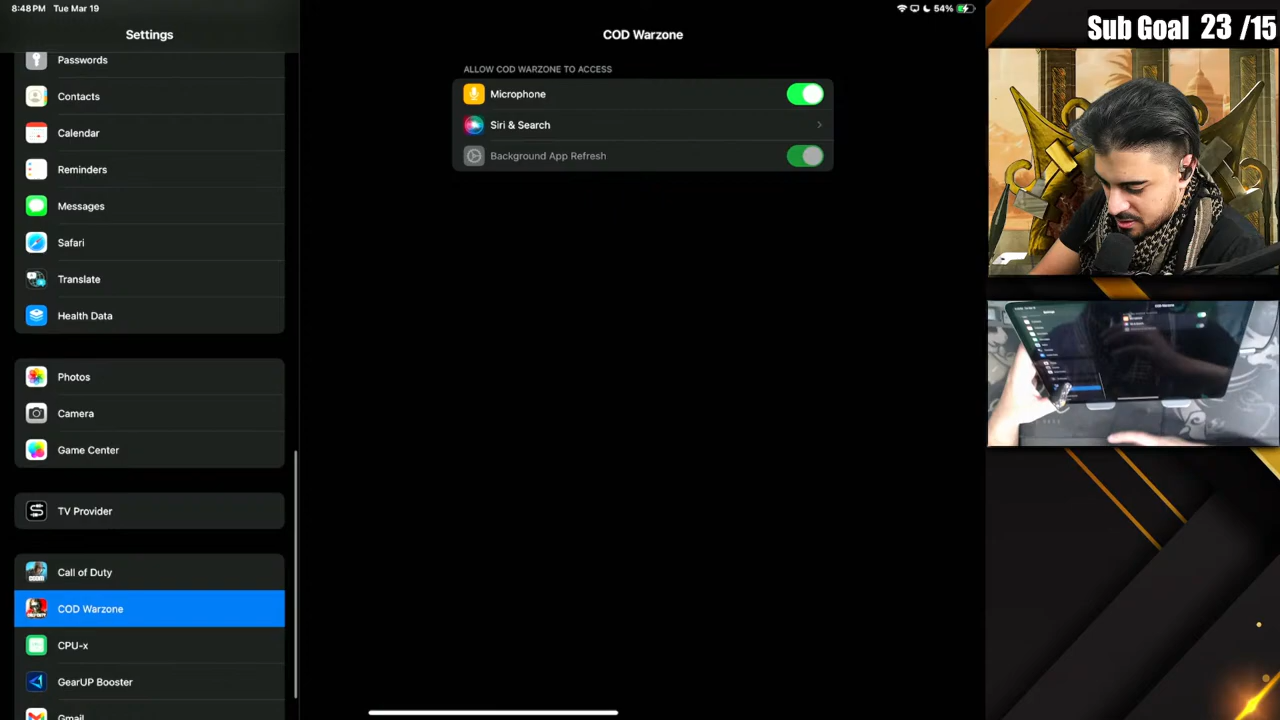 8:48 PM Tue Mar 19
54%
Sub Goal 23 /15
Settings
COD Warzone
Passwords
Contacts
Calendar
Reminders
Messages
Safari
Translate
Health Data
Photos
Camera
Game Center
TV Provider
Call of Duty
COD Warzone
CPU-x
GearUP Booster
Gmail
ALLOW COD WARZONE TO ACCESS
Microphone
Siri & Search
Background App Refresh